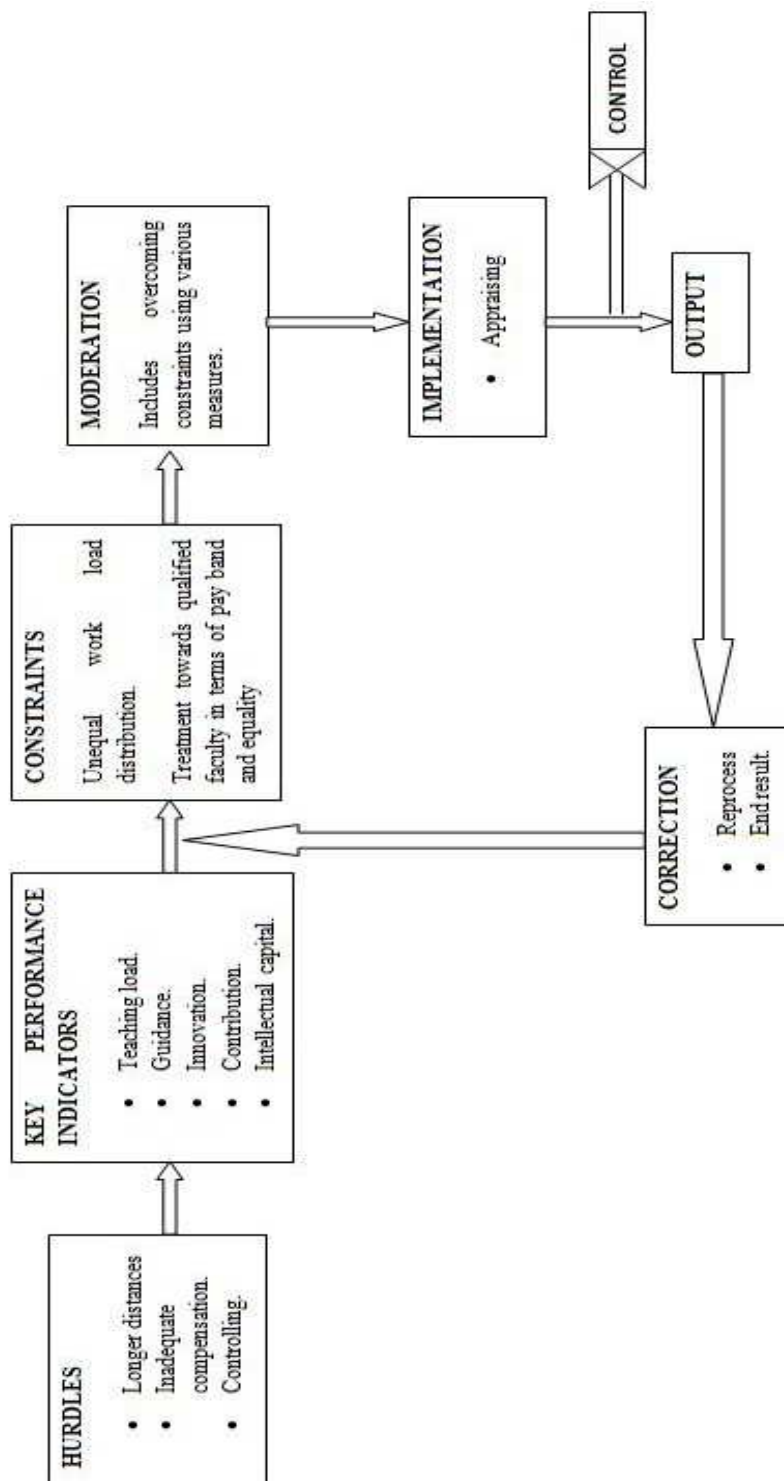 HURDLES
• Longer distances
• Inadequate
compensation.
• Controlling.
KEY PERFORMANCE
INDICATORS
• Teaching load.
• Guidance.
• Innovation.
• Contribution.
• Intellectual capital.
CONSTRAINTS
Unequal work load
distribution.
Treatment towards qualified
faculty in terms of pay band
and equality
MODERATION
Includes overcoming
constraints using various
measures.
IMPLEMENTATION
• Appraising
CONTROL
OUTPUT
CORRECTION
• Reprocess
• End result.